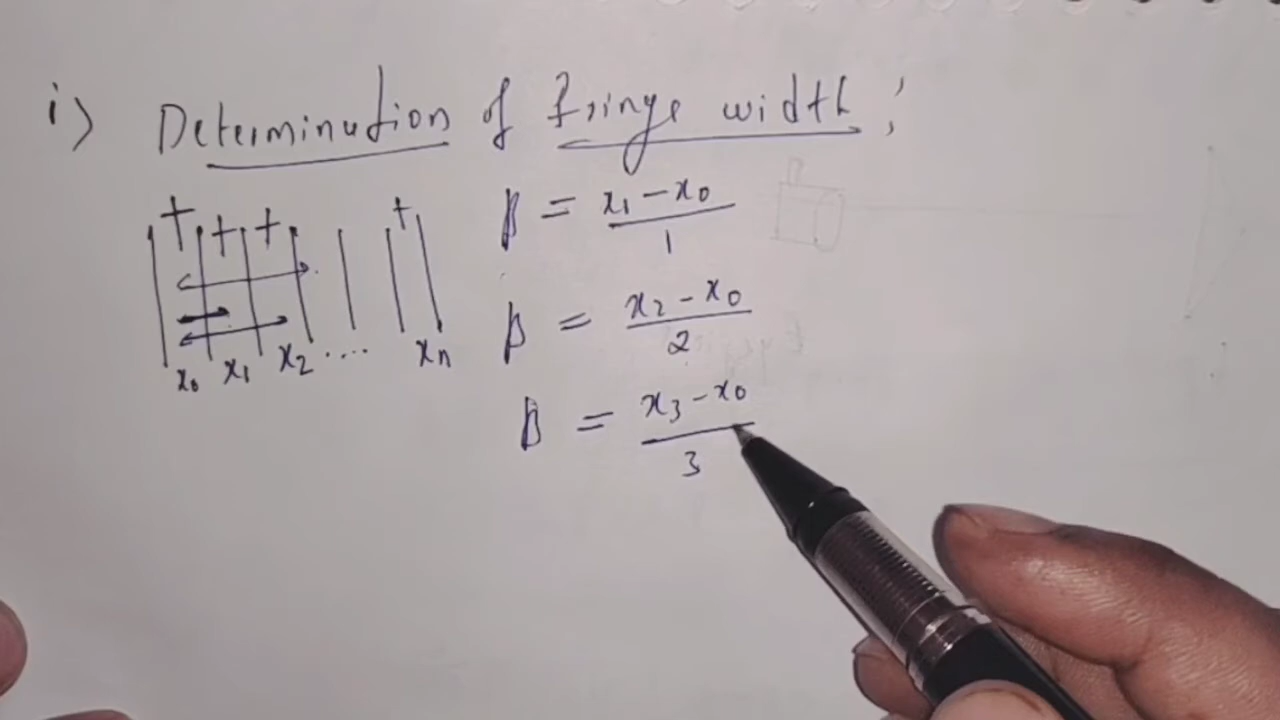 i) Determination of fringe width :
+ + + +
x₀ x₁ x₂ .... xₙ
β = x₁ - x₀ / 1
β = x₂ - x₀ / 2
β = x₃ - x₀ / 3